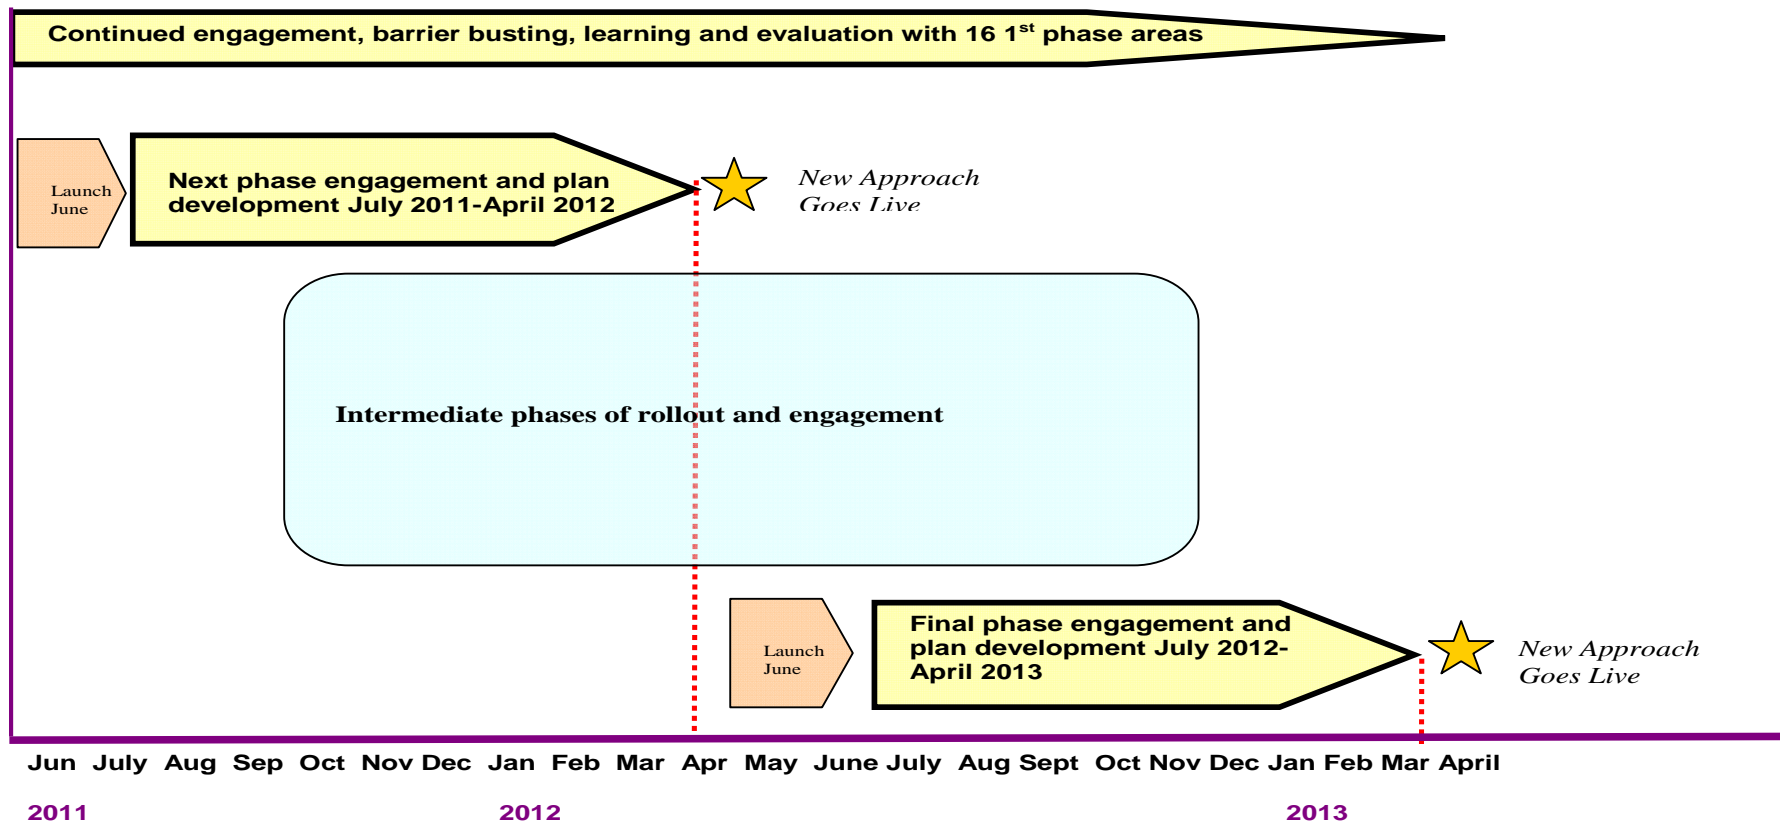 Continued engagement, barrier busting, learning and evaluation with 16 1st phase areas
Launch
June
Next phase engagement and plan
development July 2011-April 2012
New Approach
Goes Live
Intermediate phases of rollout and engagement
Launch
June
Final phase engagement and
plan development July 2012-
April 2013
New Approach
Goes Live
Jun July Aug Sep Oct Nov Dec Jan Feb Mar Apr May June July Aug Sept Oct Nov Dec Jan Feb Mar April
2011 2012 2013